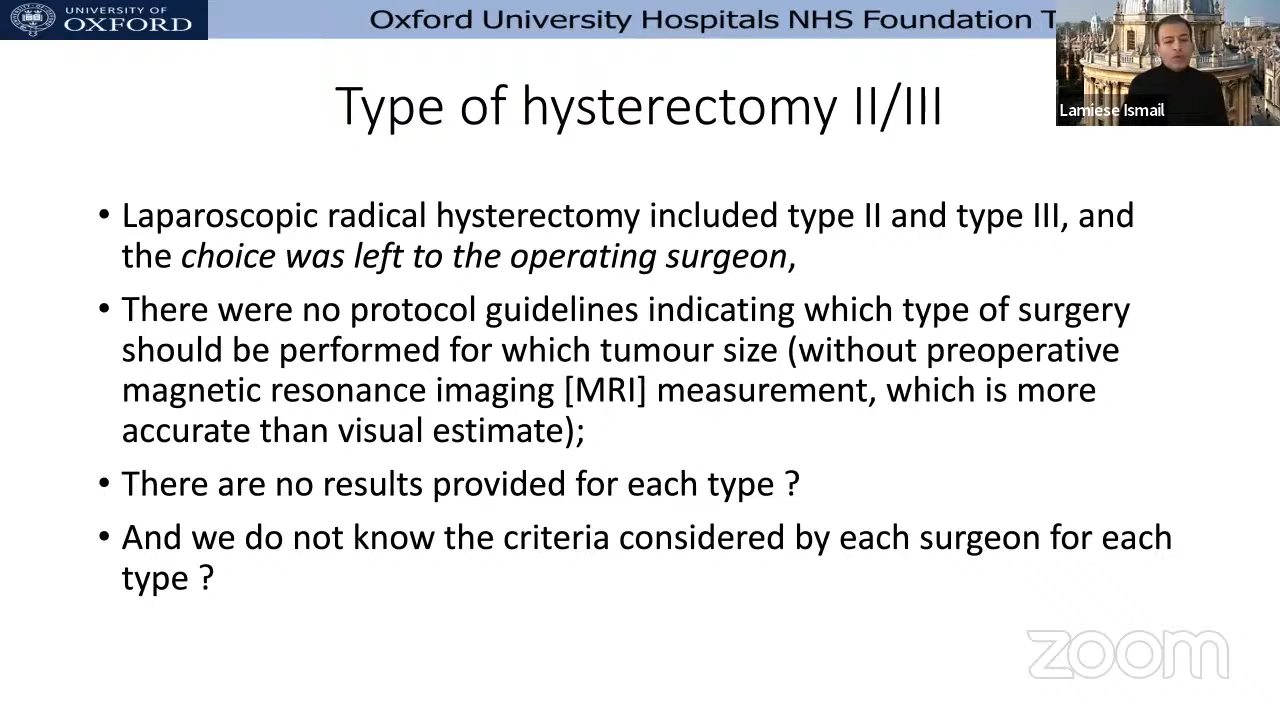 UNIVERSITY OF
OXFORD
Oxford University Hospitals NHS Foundation T
Lamiese Ismail
Type of hysterectomy II/III
• Laparoscopic radical hysterectomy included type II and type III, and
the choice was left to the operating surgeon,
• There were no protocol guidelines indicating which type of surgery
should be performed for which tumour size (without preoperative
magnetic resonance imaging [MRI] measurement, which is more
accurate than visual estimate);
• There are no results provided for each type ?
• And we do not know the criteria considered by each surgeon for each
type ?
zoom